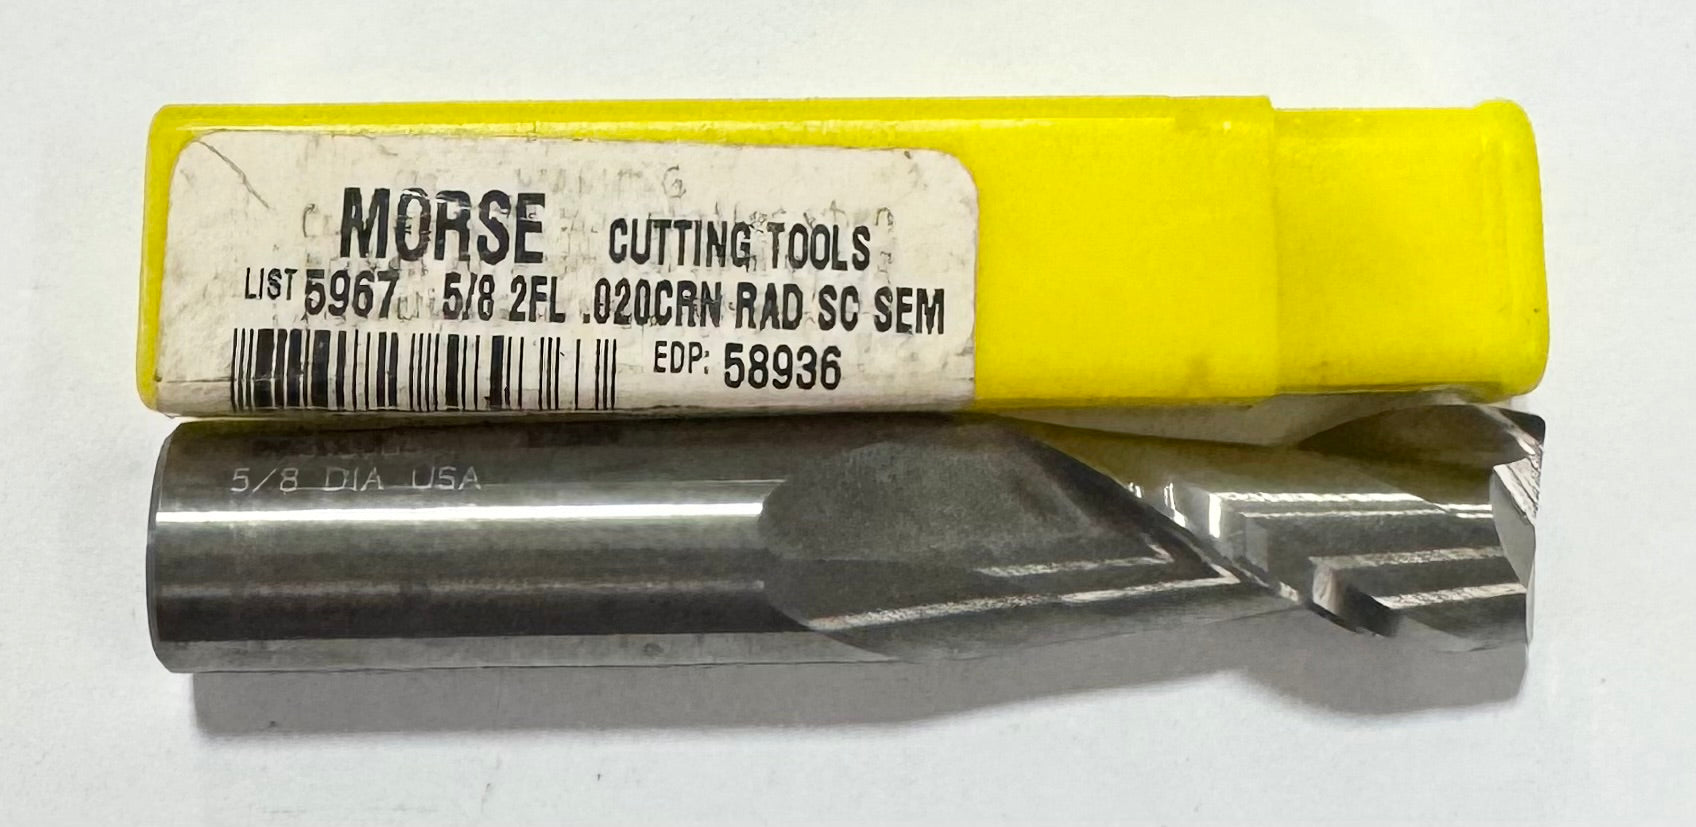 MORSE CUTTING TOOLS
LIST 5967 5/8 2FL .020CRN RAD SC SEM
EDP: 58936
5/8 DIA USA